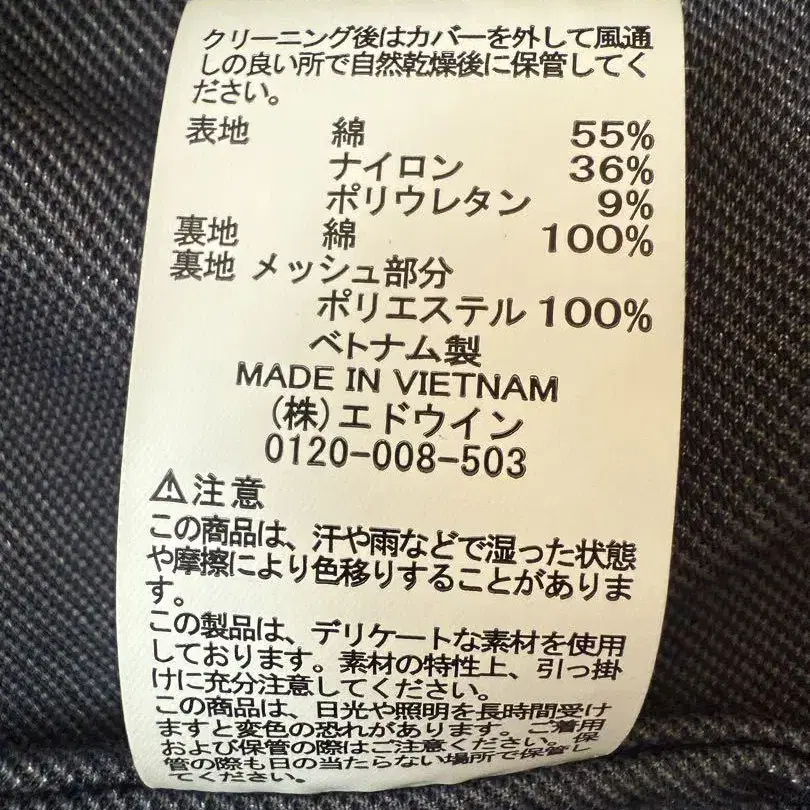 クリーニング後はカバーを外して風通
しの良い所で自然乾燥後に保管してく
ださい。
表地 綿 55%
ナイロン 36%
ポリウレタン 9%
裏地 綿 100%
裏地 メッシュ部分
ポリエステル 100%
ベトナム製
MADE IN VIETNAM
(株)エドウイン
0120-008-503
⚠注意
この商品は、汗や雨などで湿った状態
や摩擦により色移りすることがありま
す。
この製品は、デリケートな素材を使用
しております。素材の特性上、引っ掛
けに充分注意してください。
この商品は、日光や照明を長時間受け
ますと変色の恐れがあります。ご着用
および保管の際はご注意ください。保
管の際も日の当たらない場所で保管し
てください。